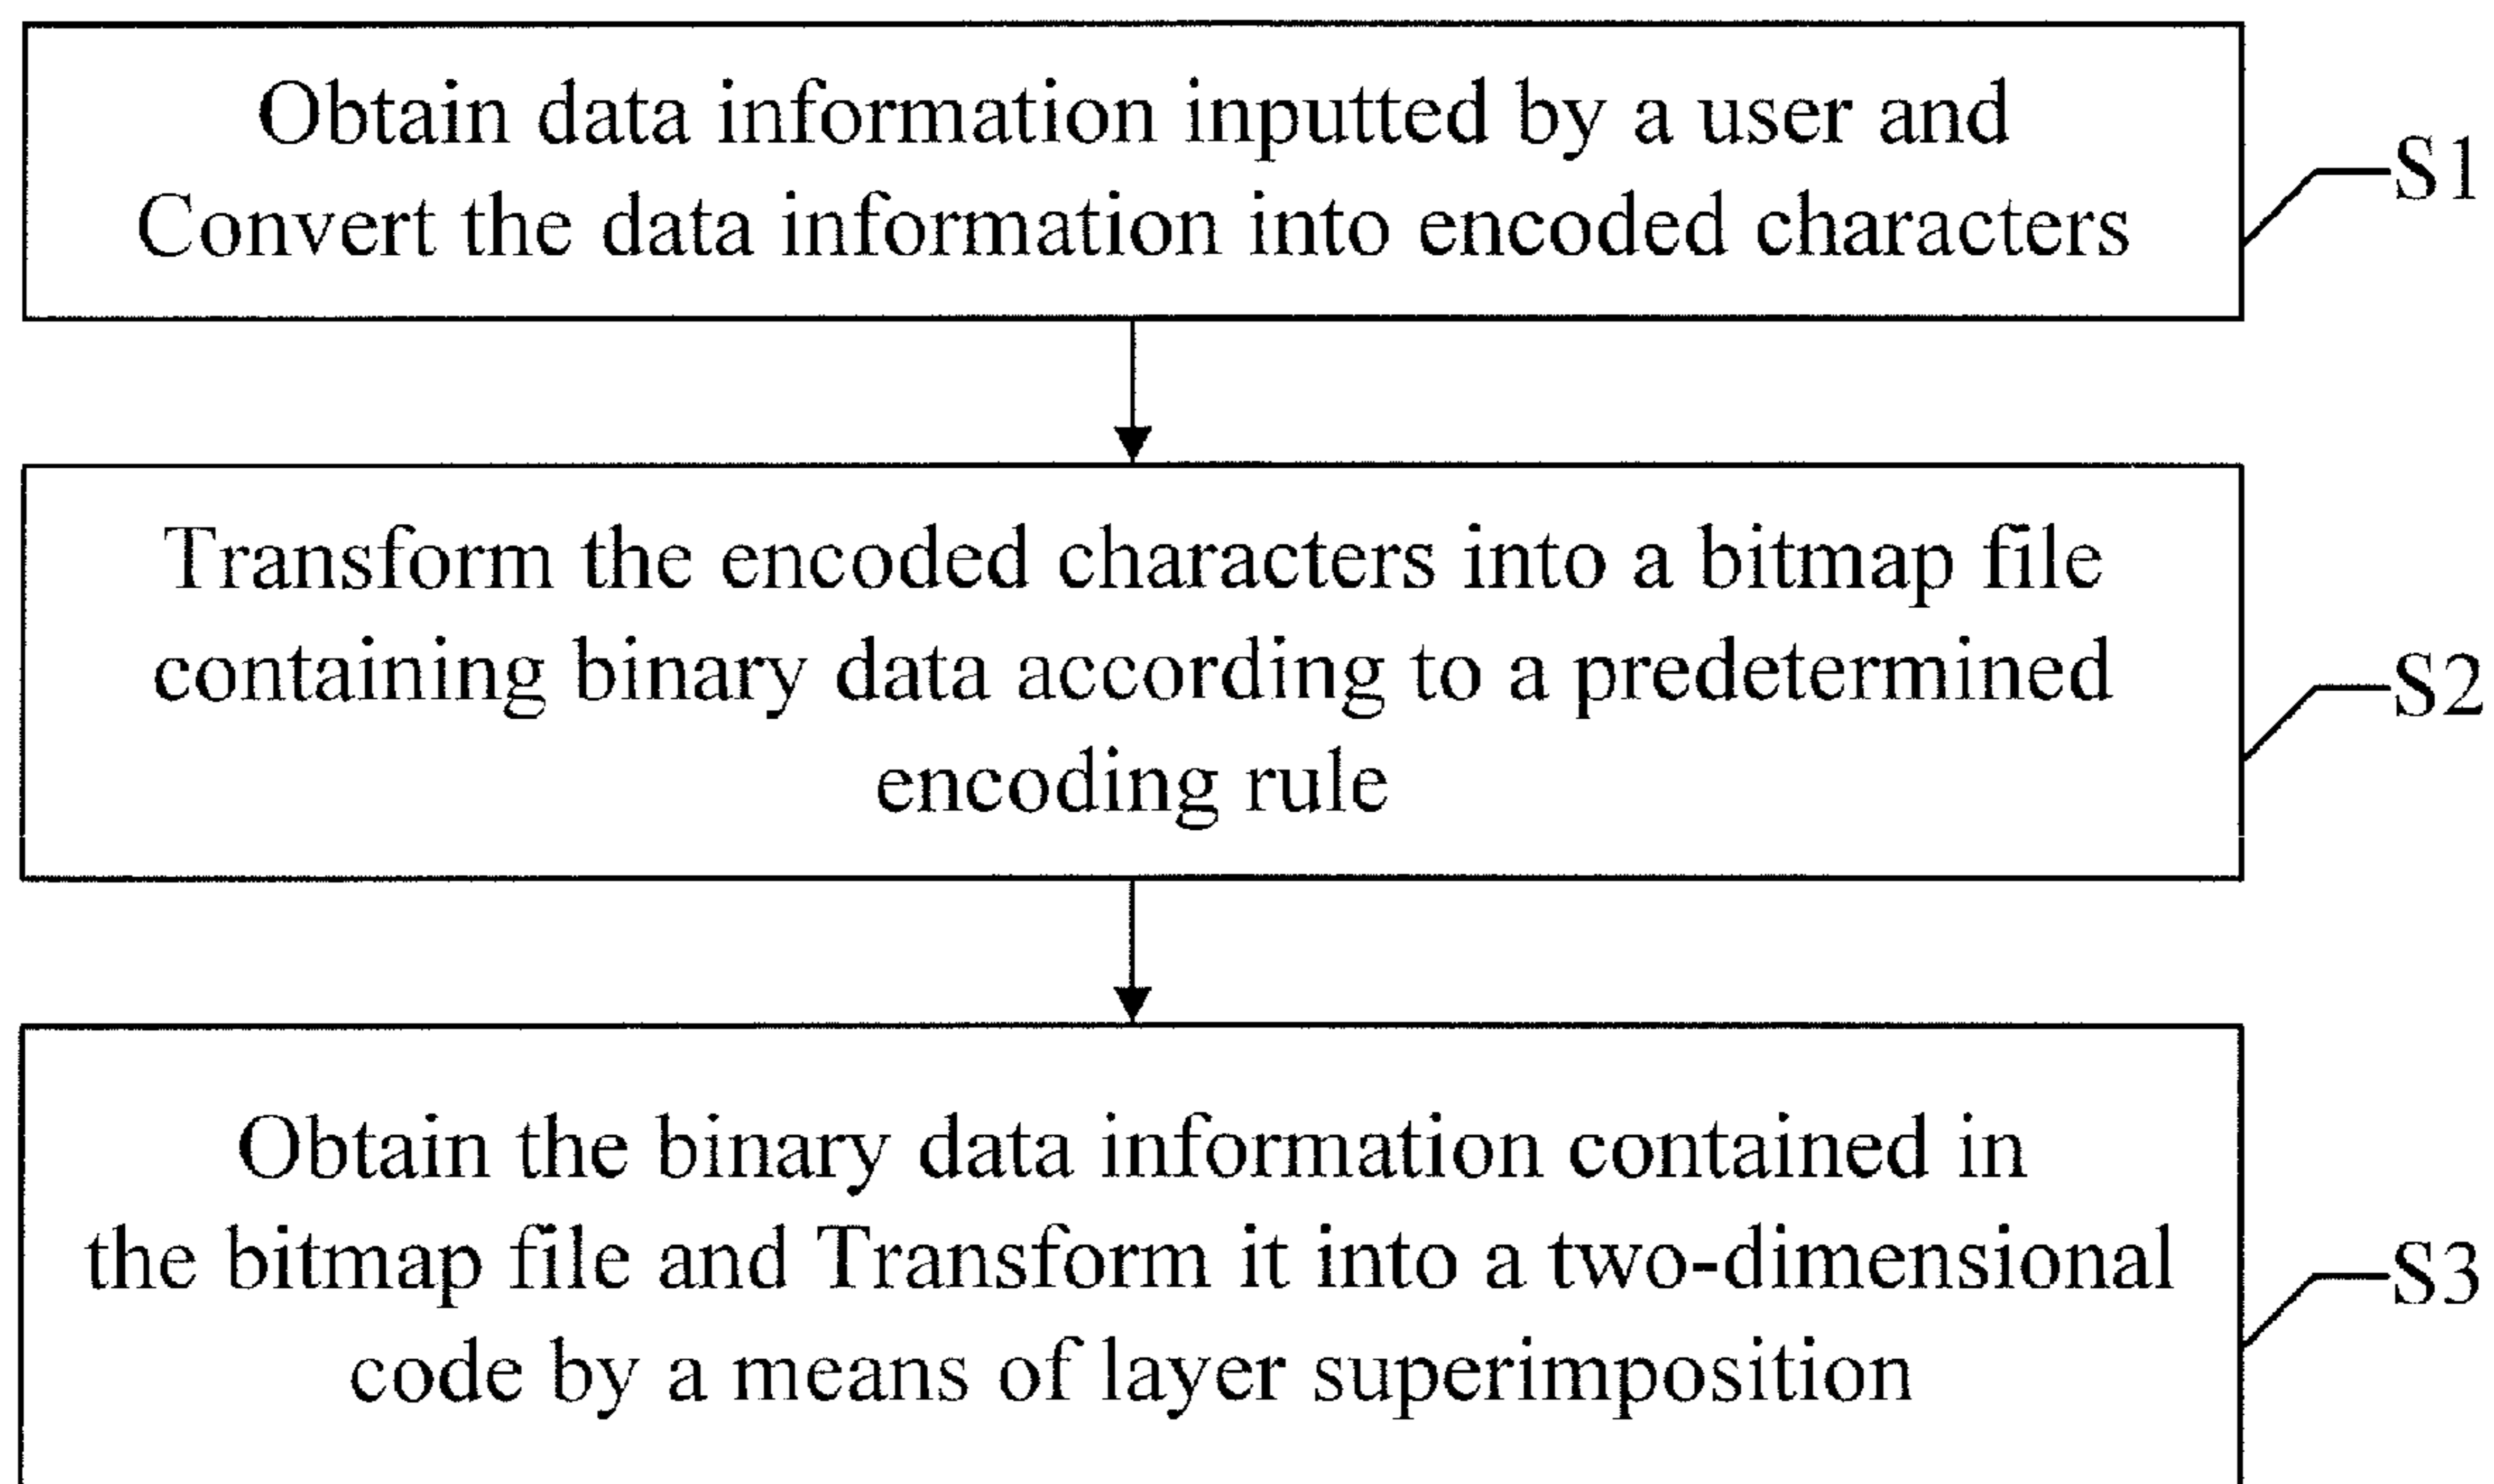 Obtain data information inputted by a user and
Convert the data information into encoded characters
S1
Transform the encoded characters into a bitmap file
containing binary data according to a predetermined
encoding rule
S2
Obtain the binary data information contained in
the bitmap file and Transform it into a two-dimensional
code by a means of layer superimposition
S3